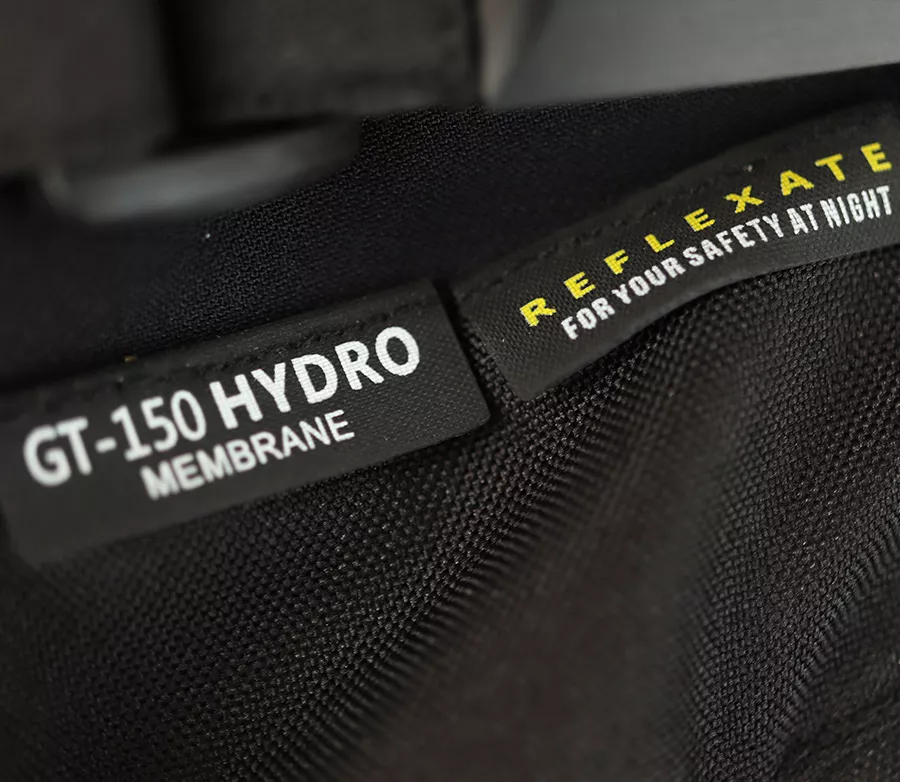 GT-150 HYDRO
MEMBRANE
REFLEXATE
FOR YOUR SAFETY AT NIGHT